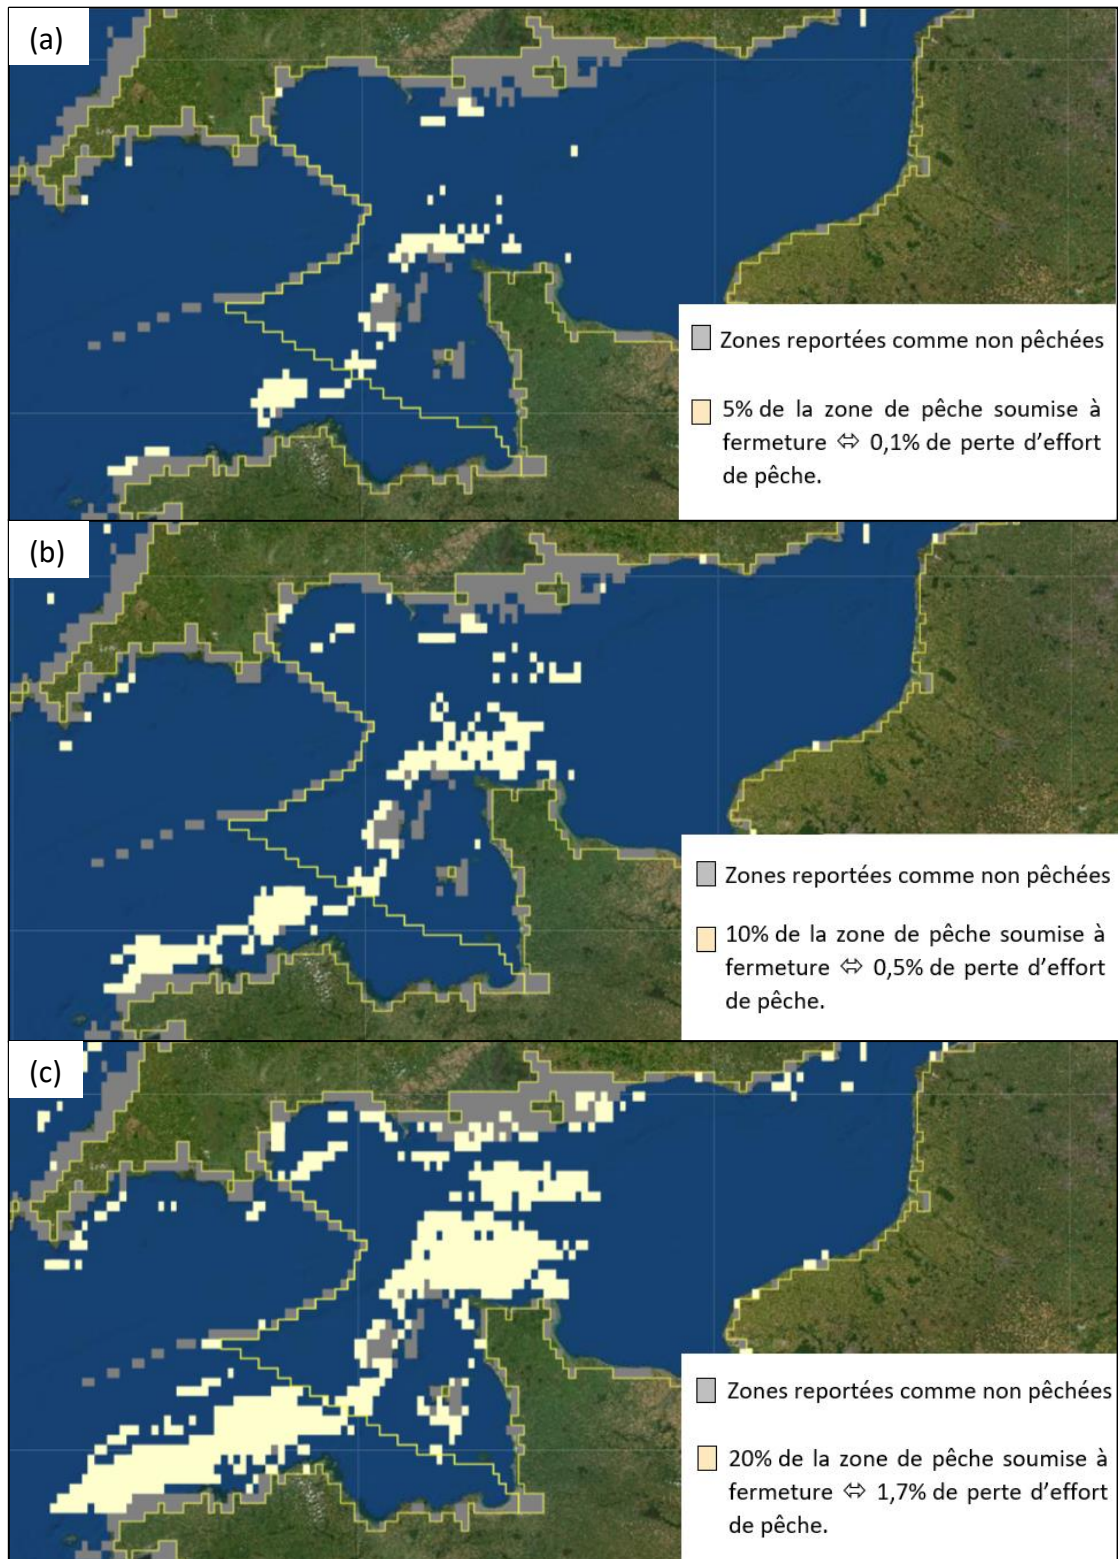 (a)
Zones reportées comme non pêchées
5% de la zone de pêche soumise à
fermeture ⇔ 0,1% de perte d’effort
de pêche.
(b)
Zones reportées comme non pêchées
10% de la zone de pêche soumise à
fermeture ⇔ 0,5% de perte d’effort
de pêche.
(c)
Zones reportées comme non pêchées
20% de la zone de pêche soumise à
fermeture ⇔ 1,7% de perte d’effort
de pêche.